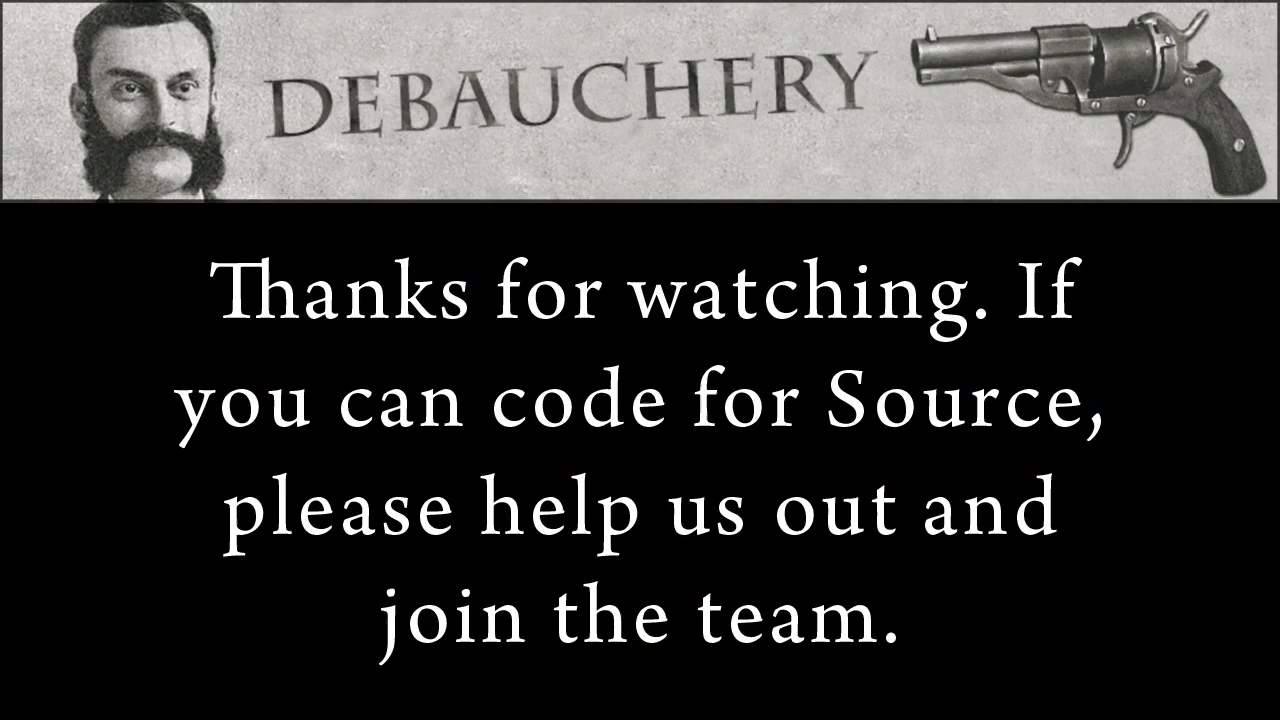 DEBAUCHERY
Thanks for watching. If
you can code for Source,
please help us out and
join the team.